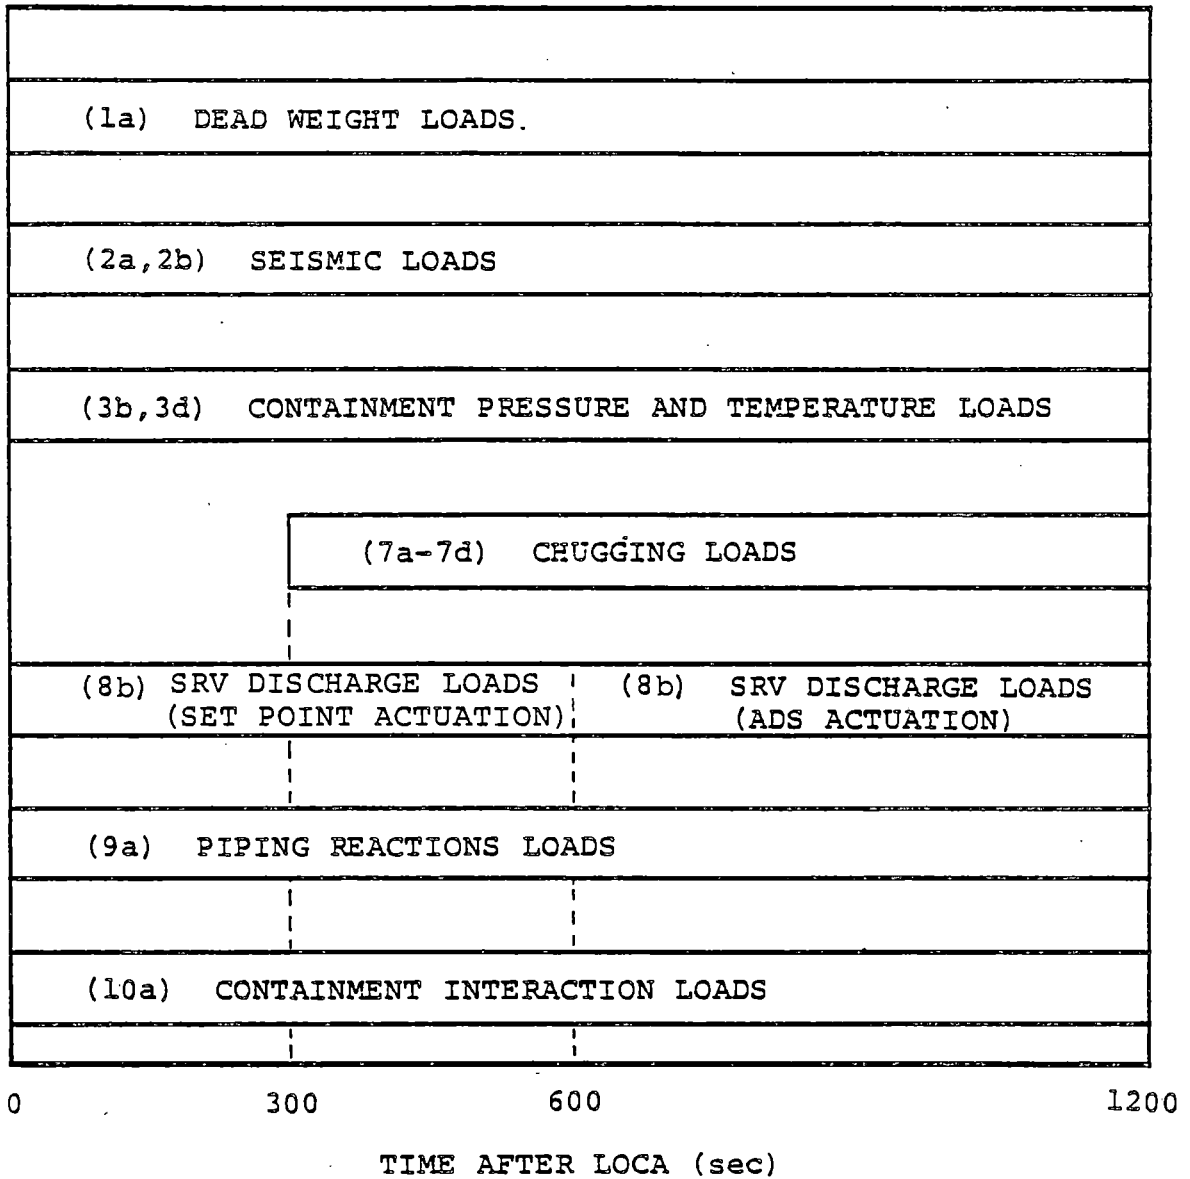 (1a) DEAD WEIGHT LOADS.
(2a,2b) SEISMIC LOADS
(3b,3d) CONTAINMENT PRESSURE AND TEMPERATURE LOADS
(7a-7d) CHUGGING LOADS
(8b) SRV DISCHARGE LOADS
(SET POINT ACTUATION)
(8b) SRV DISCHARGE LOADS
(ADS ACTUATION)
(9a) PIPING REACTIONS LOADS
(10a) CONTAINMENT INTERACTION LOADS
0 300 600 1200
TIME AFTER LOCA (sec)